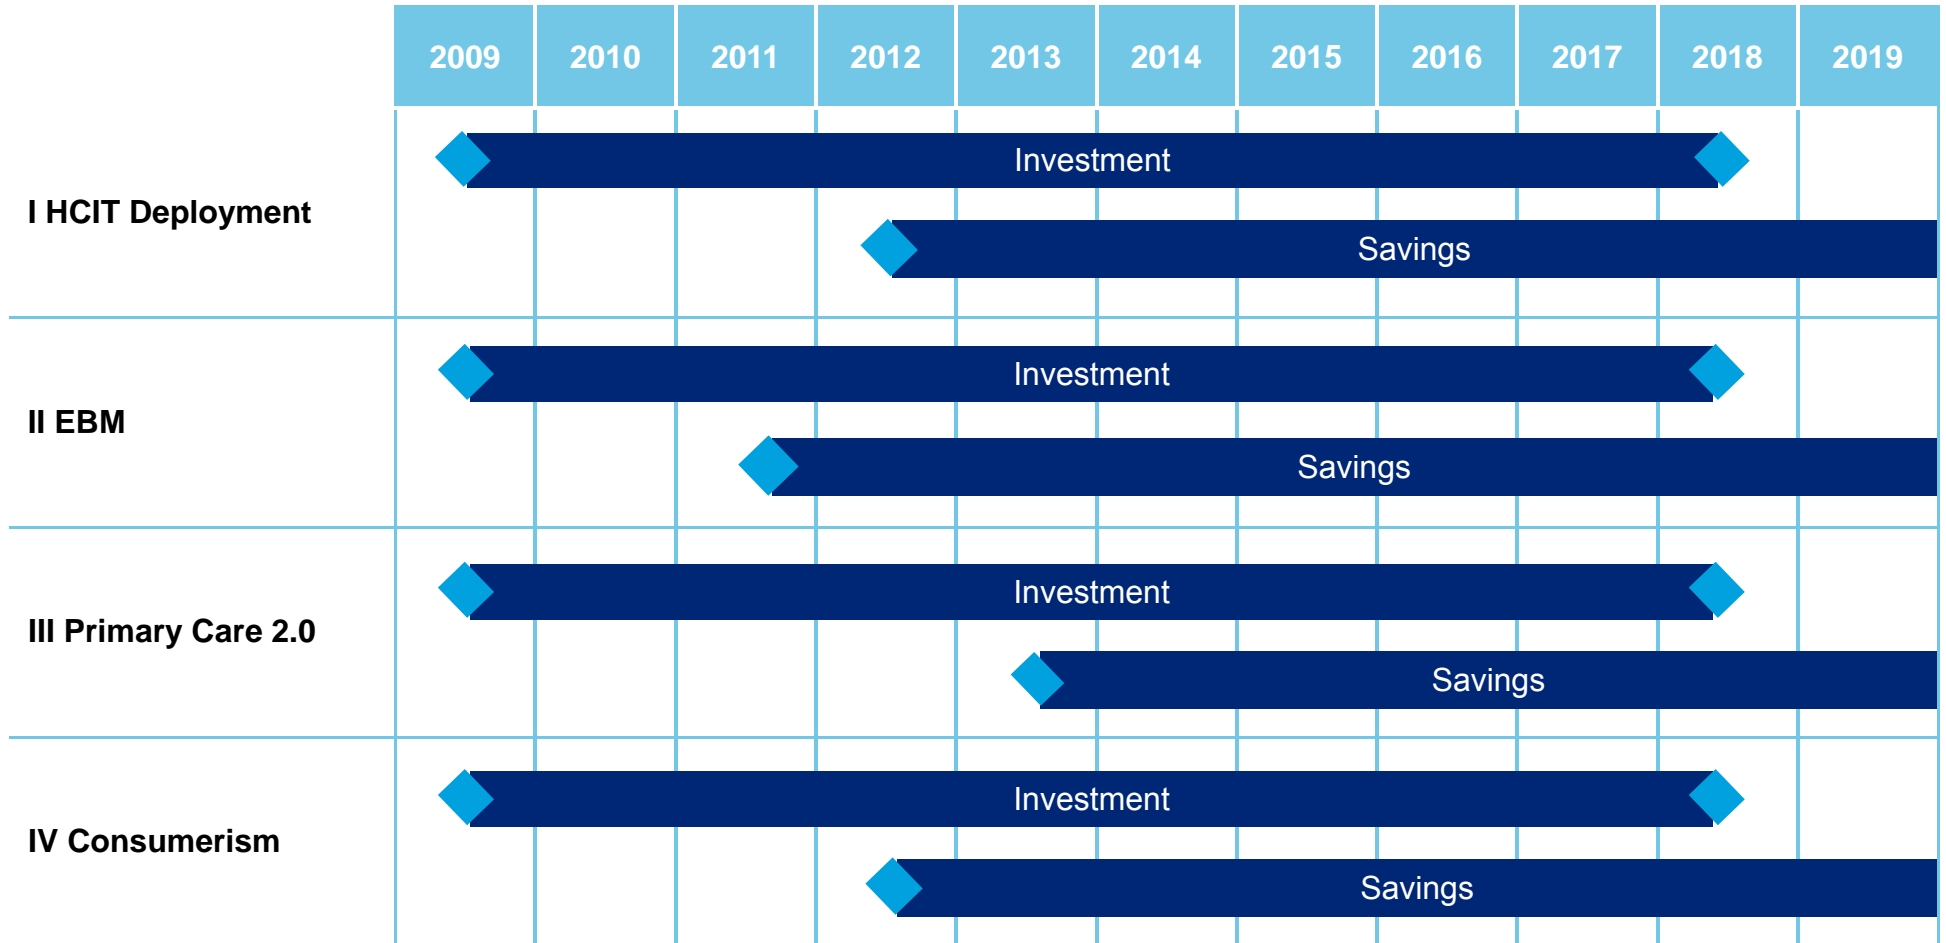 2009 2010 2011 2012 2013 2014 2015 2016 2017 2018 2019
I HCIT Deployment
Investment
Savings
II EBM
Investment
Savings
III Primary Care 2.0
Investment
Savings
IV Consumerism
Investment
Savings